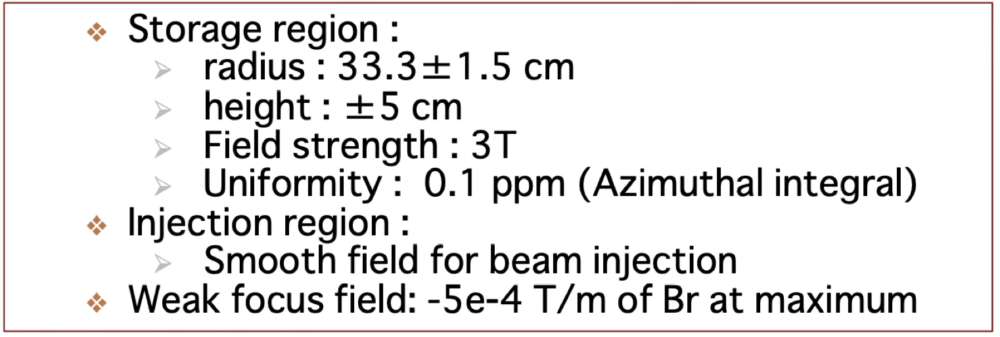 ❖ Storage region :
➢ radius : 33.3±1.5 cm
➢ height : ±5 cm
➢ Field strength : 3T
➢ Uniformity : 0.1 ppm (Azimuthal integral)
❖ Injection region :
➢ Smooth field for beam injection
❖ Weak focus field: -5e-4 T/m of Br at maximum